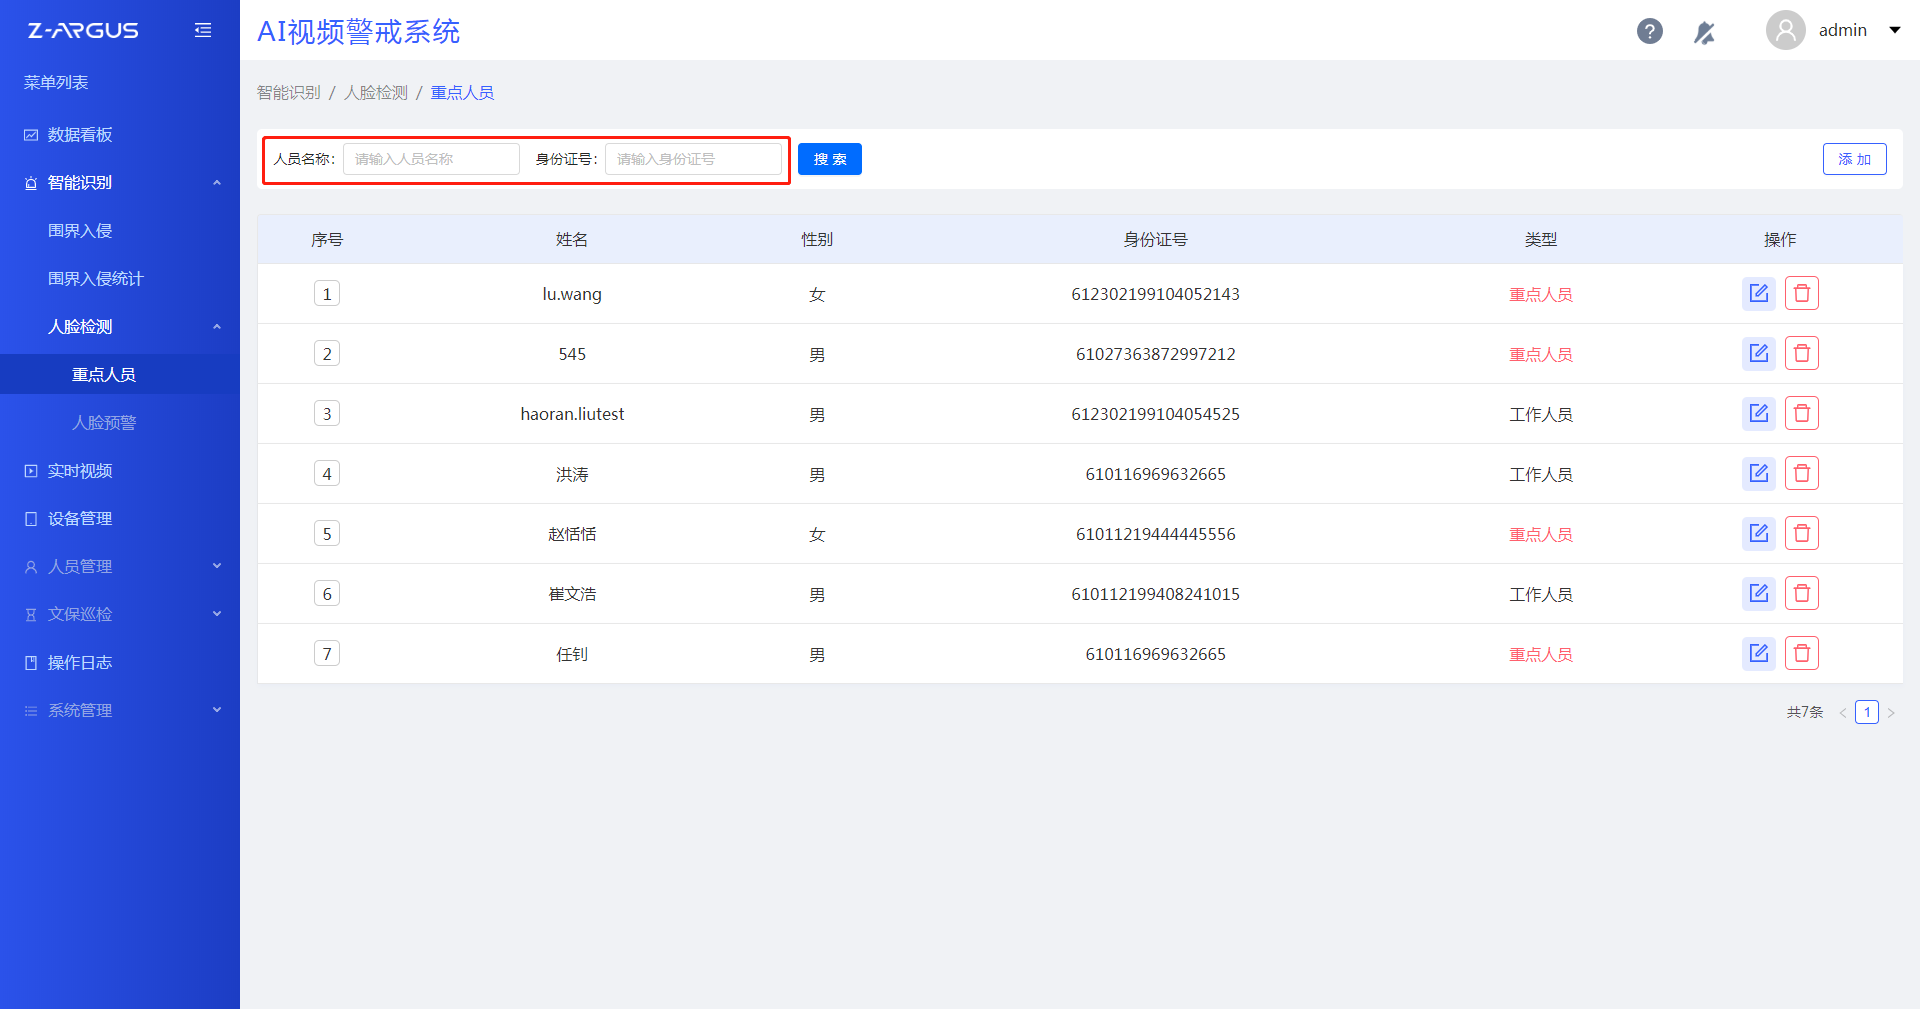 Z-ARGUS
菜单列表
数据看板
智能识别
围界入侵
围界入侵统计
人脸检测
重点人员
人脸预警
实时视频
设备管理
人员管理
文保巡检
操作日志
系统管理
AI视频警戒系统
? admin
智能识别 / 人脸检测 / 重点人员
人员名称: 请输入人员名称 身份证号: 请输入身份证号 搜 索 添 加
序号 姓名 性别 身份证号 类型 操作
1 lu.wang 女 612302199104052143 重点人员
2 545 男 61027363872997212 重点人员
3 haoran.liutest 男 612302199104054525 工作人员
4 洪涛 男 610116969632665 工作人员
5 赵恬恬 女 61011219444445556 重点人员
6 崔文浩 男 610112199408241015 工作人员
7 任钊 男 610116969632665 重点人员
共7条 < 1 >